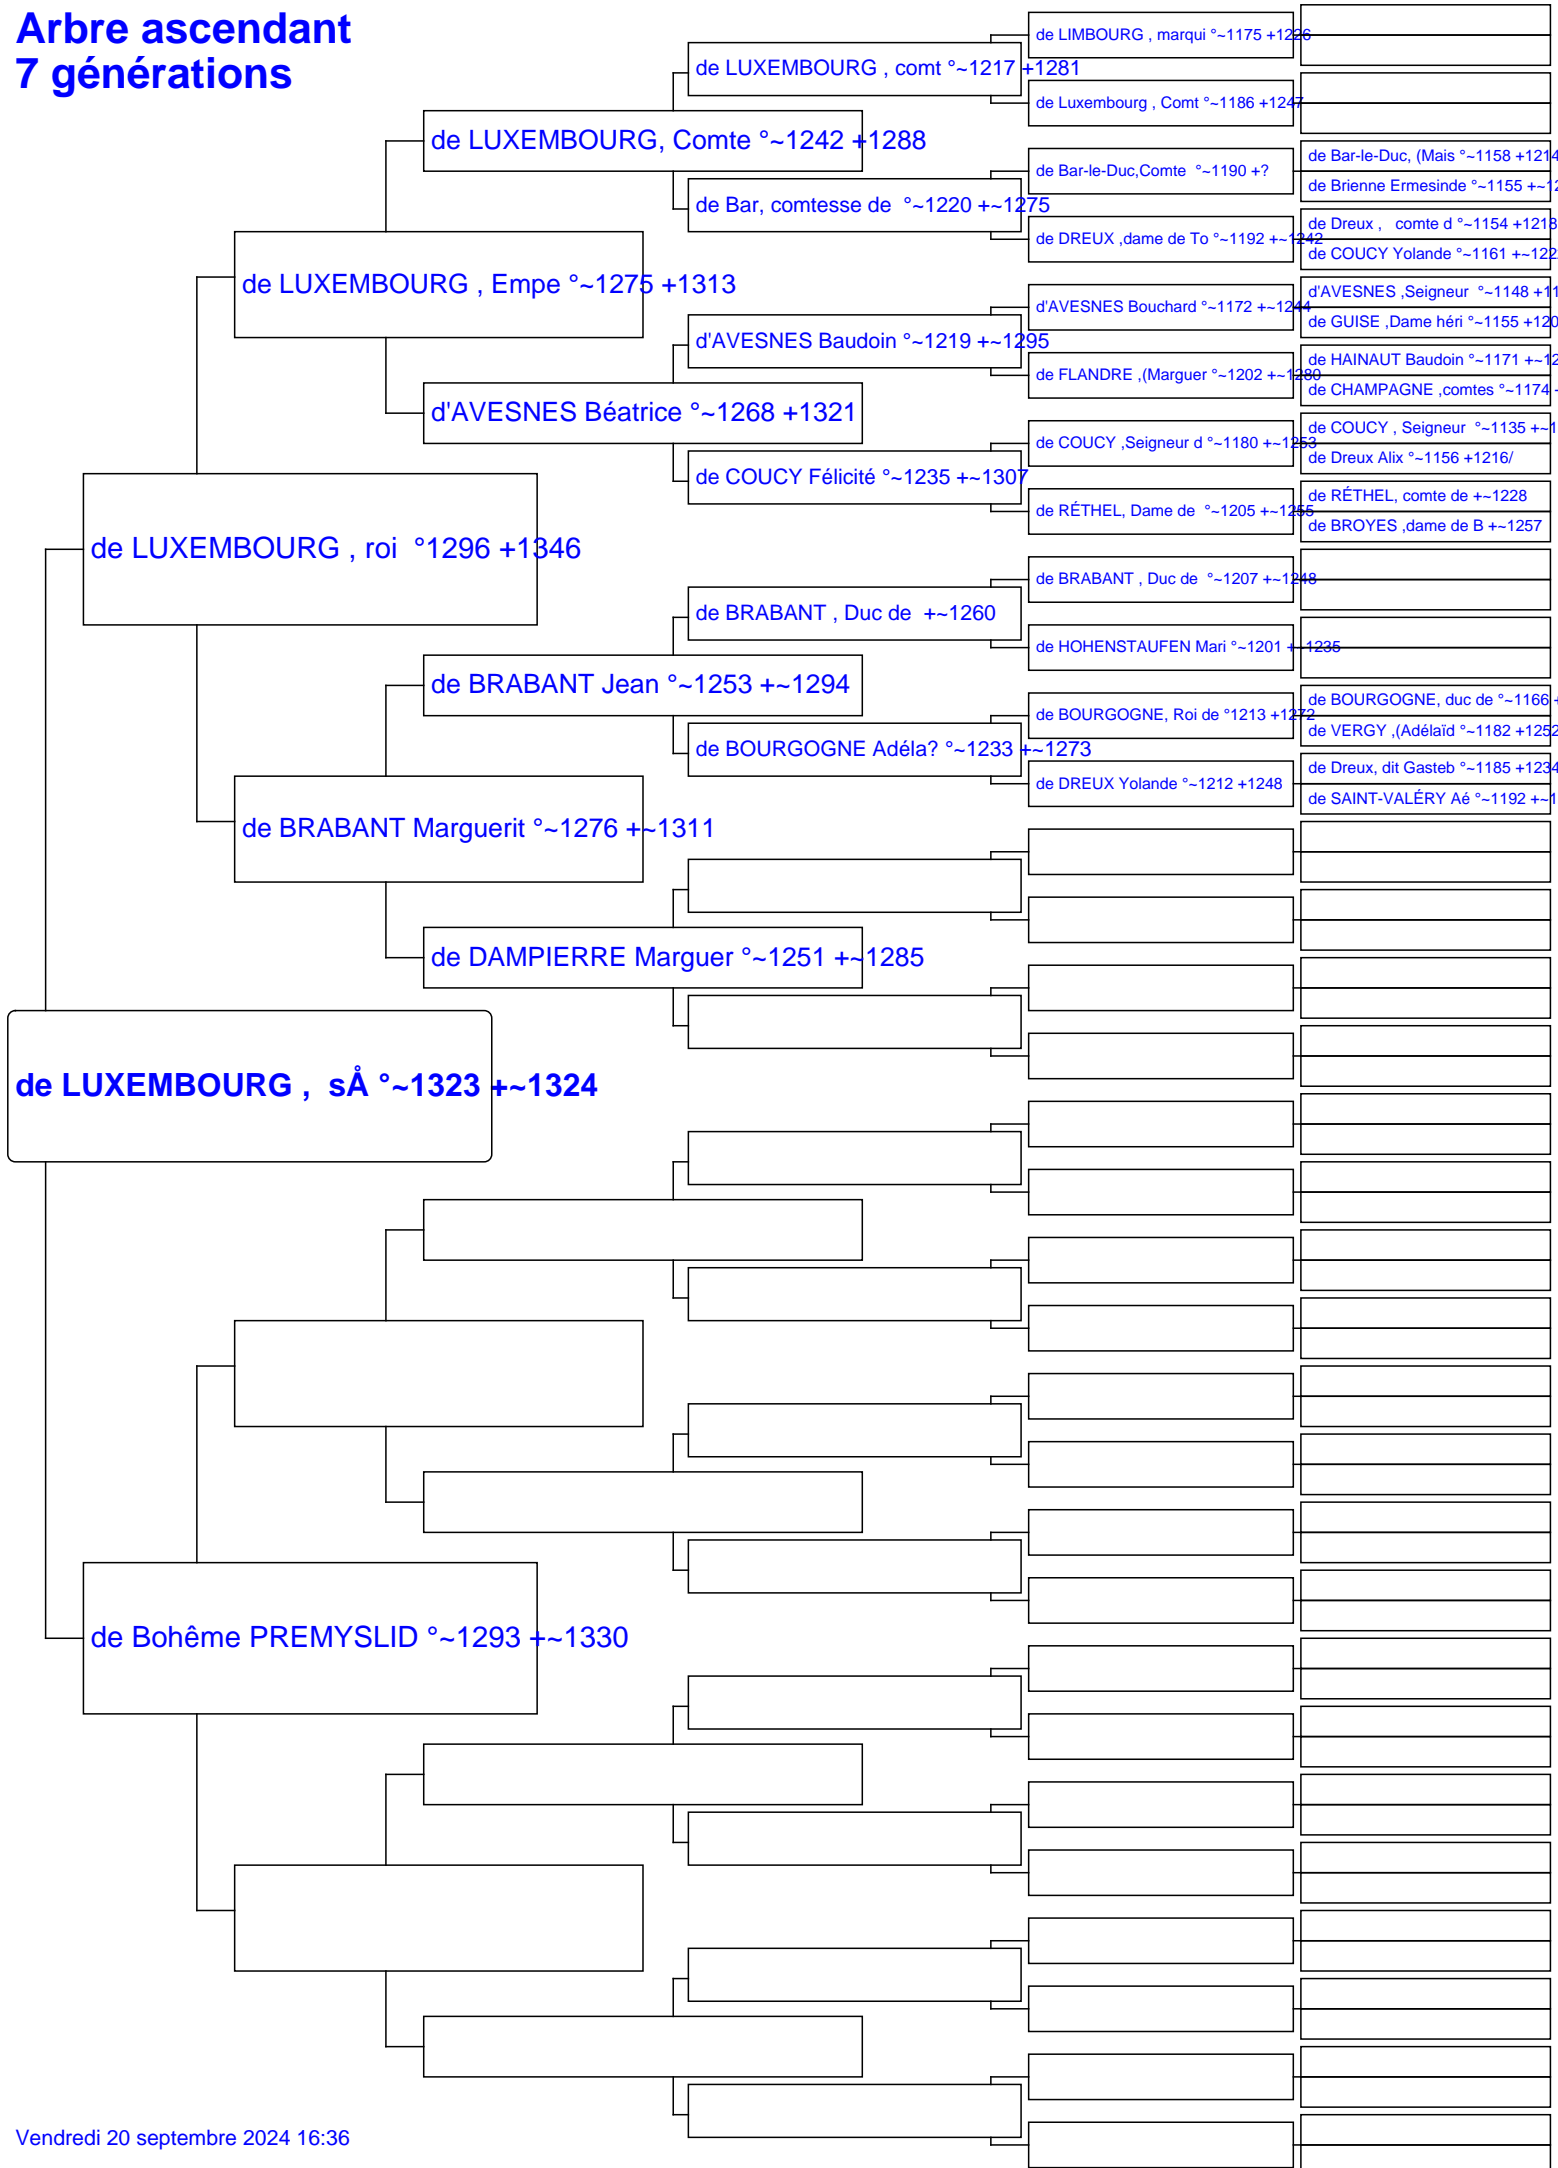 Arbre ascendant
7 générations
de LIMBOURG , marqui °~1175 +1226
de LUXEMBOURG , comt °~1217 +1281
de Luxembourg , Comt °~1186 +1247
de LUXEMBOURG, Comte °~1242 +1288
de Bar-le-Duc, (Mais °~1158 +1214
de Bar-le-Duc,Comte  °~1190 +?
de Brienne Ermesinde °~1155 +~12
de Bar, comtesse de  °~1220 +~1275
de Dreux ,   comte d °~1154 +1218
de DREUX ,dame de To °~1192 +~1242
de COUCY Yolande °~1161 +~122
de LUXEMBOURG , Empe °~1275 +1313
d'AVESNES ,Seigneur  °~1148 +11
d'AVESNES Bouchard °~1172 +~1244
de GUISE ,Dame héri °~1155 +120
d'AVESNES Baudoin °~1219 +~1295
de HAINAUT Baudoin °~1171 +~12
de FLANDRE ,(Marguer °~1202 +~1280
de CHAMPAGNE ,comtes °~1174 +
d'AVESNES Béatrice °~1268 +1321
de COUCY , Seigneur  °~1135 +~1
de COUCY ,Seigneur d °~1180 +~1253
de Dreux Alix °~1156 +1216/
de COUCY Félicité °~1235 +~1307
de RÉTHEL, comte de +~1228
de RÉTHEL, Dame de  °~1205 +~1255
de BROYES ,dame de B +~1257
de LUXEMBOURG , roi  °1296 +1346
de BRABANT , Duc de  °~1207 +~1248
de BRABANT , Duc de  +~1260
de HOHENSTAUFEN Mari °~1201 +~1235
de BRABANT Jean °~1253 +~1294
de BOURGOGNE, duc de °~1166 +
de BOURGOGNE, Roi de °1213 +1272
de VERGY ,(Adélaïd °~1182 +1252
de BOURGOGNE Adéla? °~1233 +~1273
de Dreux, dit Gasteb °~1185 +1234
de DREUX Yolande °~1212 +1248
de SAINT-VALÉRY Aé °~1192 +~1
de BRABANT Marguerit °~1276 +~1311
de DAMPIERRE Marguer °~1251 +~1285
de LUXEMBOURG ,  sÅ °~1323 +~1324
de Bohême PREMYSLID °~1293 +~1330
Vendredi 20 septembre 2024 16:36